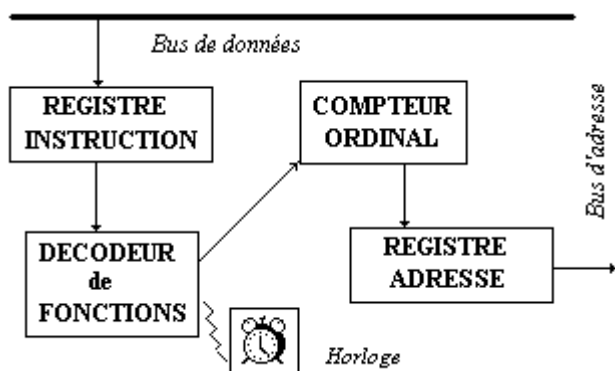 Bus de données
REGISTRE
INSTRUCTION
COMPTEUR
ORDINAL
Bus d'adresse
DECODEUR
de
FONCTIONS
REGISTRE
ADRESSE
Horloge